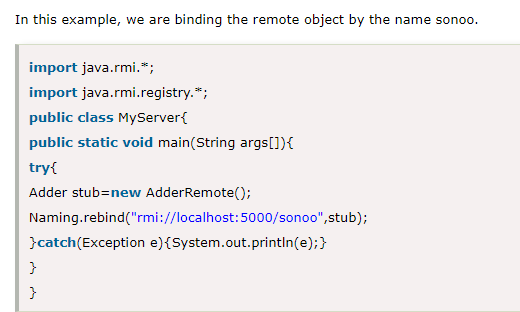 In this example, we are binding the remote object by the name sonoo.
import java.rmi.*;
import java.rmi.registry.*;
public class MyServer{
public static void main(String args[]){
try{
Adder stub=new AdderRemote();
Naming.rebind("rmi://localhost:5000/sonoo",stub);
}catch(Exception e){System.out.println(e);}
}
}